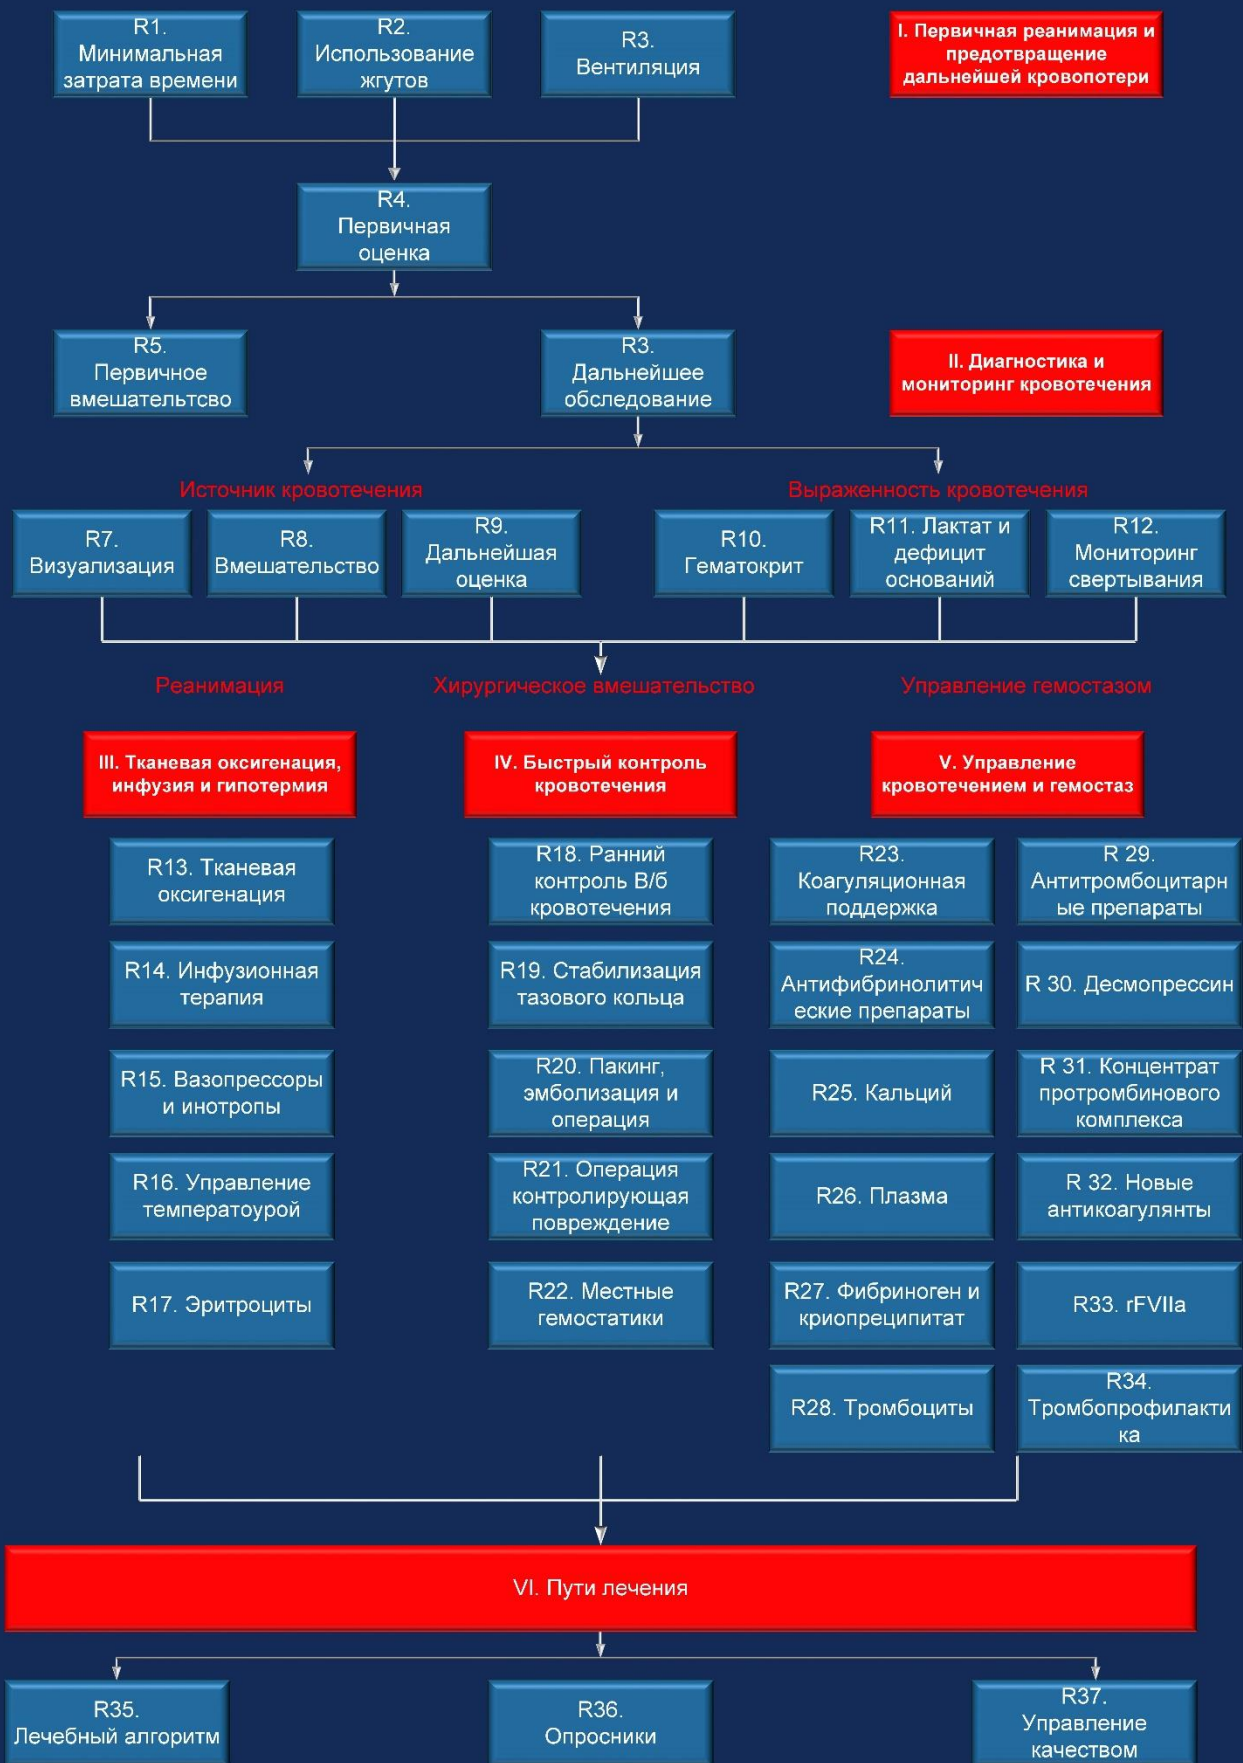 R1.
Минимальная
затрата времени
R2.
Использование
жгутов
R3.
Вентиляция
I. Первичная реанимация и
предотвращение
дальнейшей кровопотери
R4.
Первичная
оценка
R5.
Первичное
вмешательтсво
R3.
Дальнейшее
обследование
II. Диагностика и
мониторинг кровотечения
Источник кровотечения
Выраженность кровотечения
R7.
Визуализация
R8.
Вмешательство
R9.
Дальнейшая
оценка
R10.
Гематокрит
R11. Лактат и
дефицит
оснований
R12.
Мониторинг
свертывания
Реанимация
Хирургическое вмешательство
Управление гемостазом
III. Тканевая оксигенация,
инфузия и гипотермия
IV. Быстрый контроль
кровотечения
V. Управление
кровотечением и гемостаз
R13. Тканевая
оксигенация
R18. Ранний
контроль В/б
кровотечения
R23.
Коагуляционная
поддержка
R 29.
Антитромбоцитарн
ые препараты
R14. Инфузионная
терапия
R19. Стабилизация
тазового кольца
R24.
Антифибринолитич
еские препараты
R 30. Десмопрессин
R15. Вазопрессоры
и инотропы
R20. Пакинг,
эмболизация и
операция
R25. Кальций
R 31. Концентрат
протромбинового
комплекса
R16. Управление
температоурой
R21. Операция
контролирующая
повреждение
R26. Плазма
R 32. Новые
антикоагулянты
R17. Эритроциты
R22. Местные
гемостатики
R27. Фибриноген и
криопреципитат
R33. rFVIIa
R28. Тромбоциты
R34.
Тромбопрофилакти
ка
VI. Пути лечения
R35.
Лечебный алгоритм
R36.
Опросники
R37.
Управление
качеством